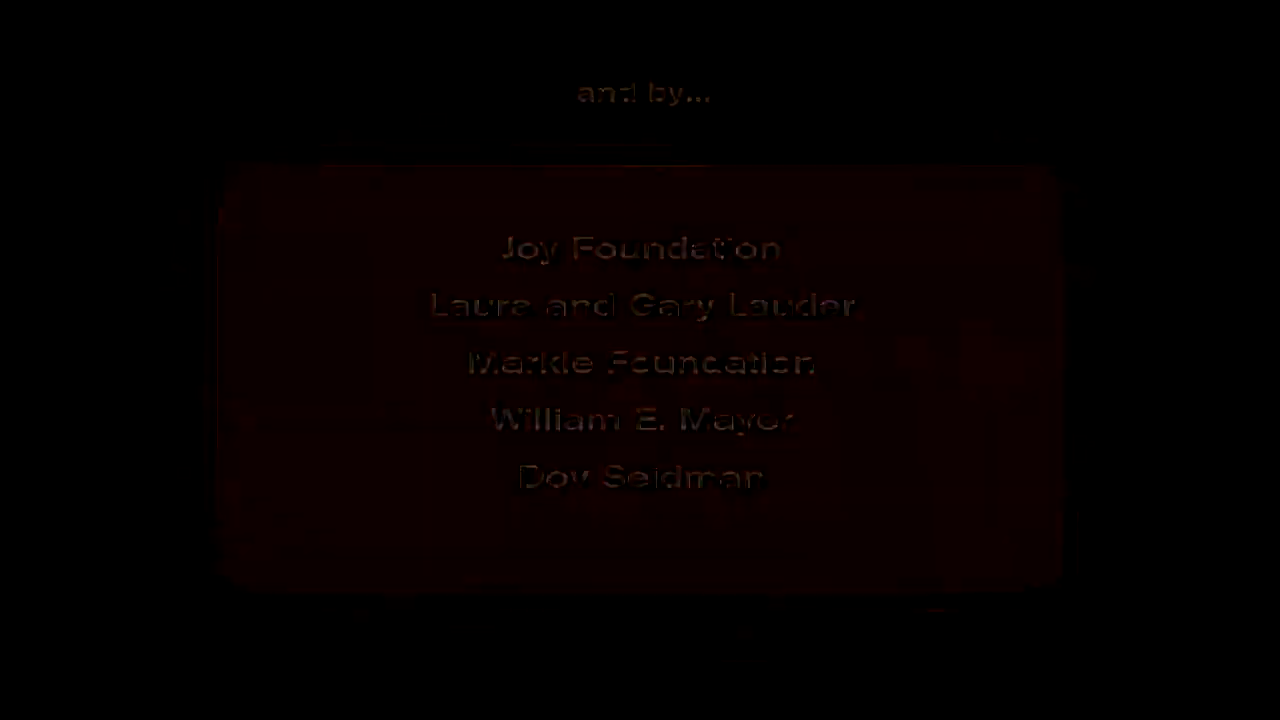 and by...
Joy Foundation
Laura and Gary Lauder
Markle Foundation
William E. Mayer
Dov Seidman